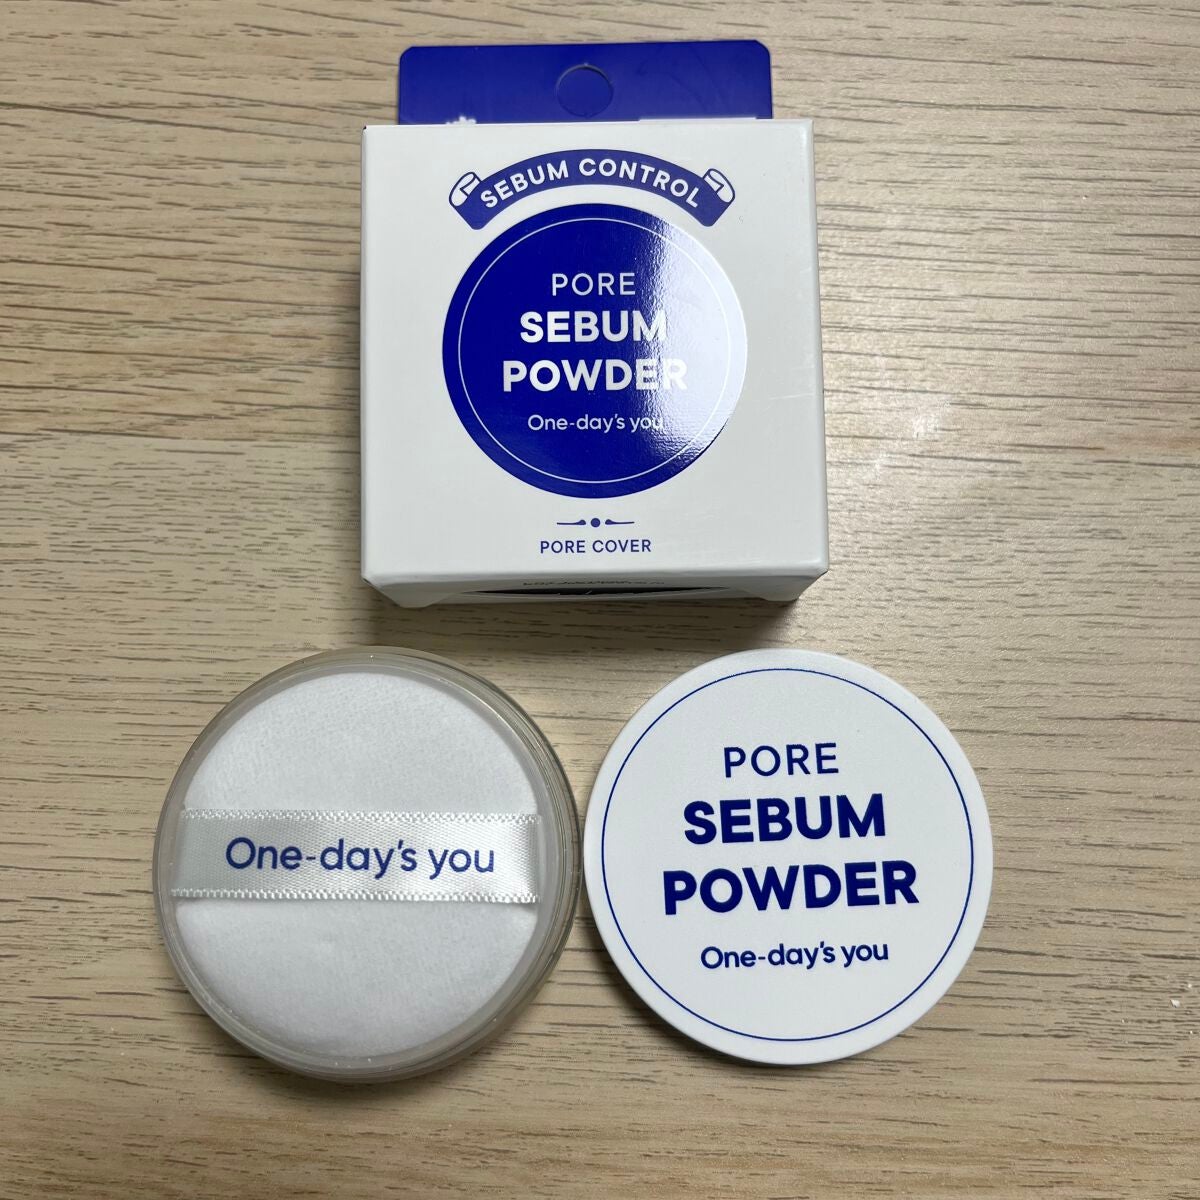 SEBUM CONTROL
PORE
SEBUM
POWDER
One-day's you
PORE COVER
One-day's you
PORE
SEBUM
POWDER
One-day's you